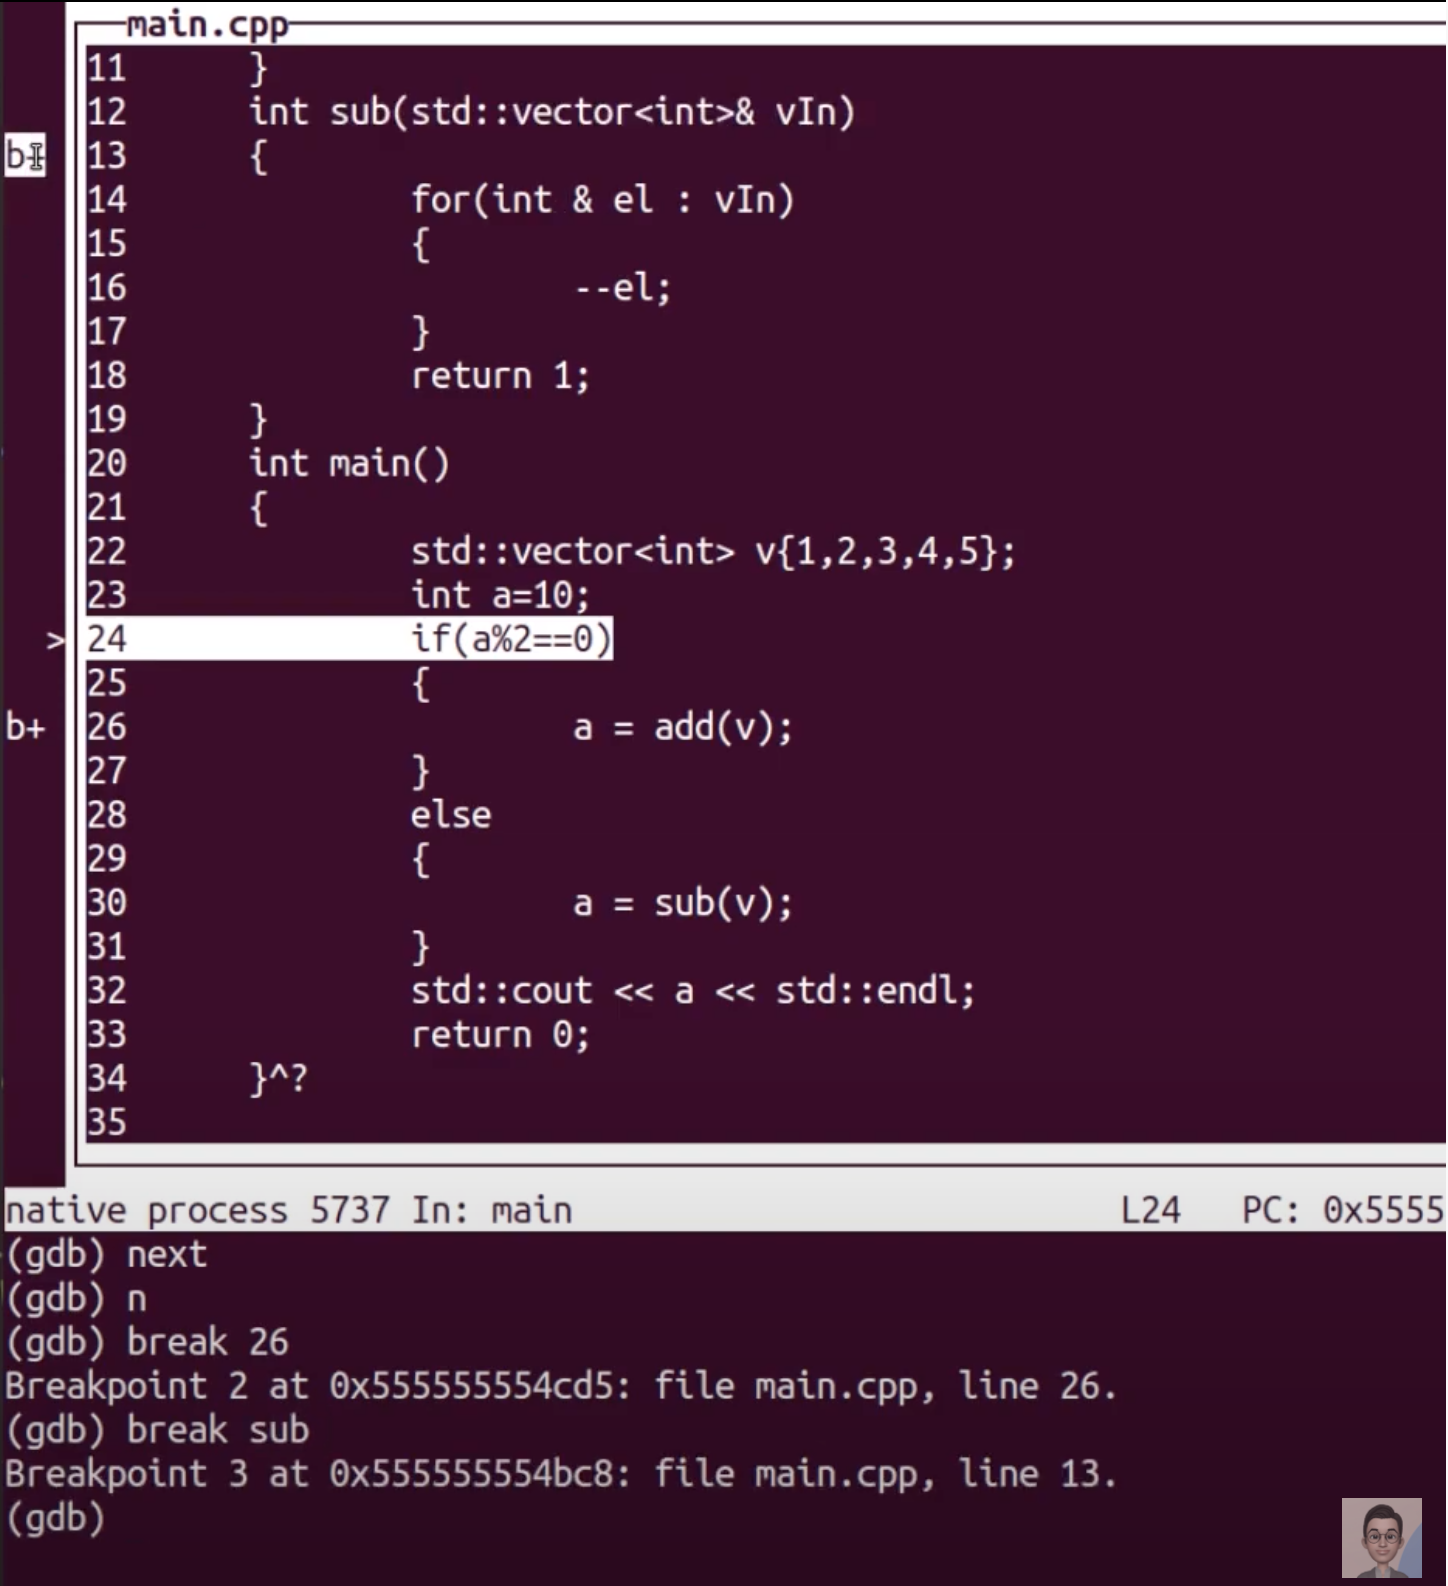 main.cpp
11 }
12 int sub(std::vector<int>& vIn)
b+ 13 {
14 for(int & el : vIn)
15 {
16 --el;
17 }
18 return 1;
19 }
20 int main()
21 {
22 std::vector<int> v{1,2,3,4,5};
23 int a=10;
> 24 if(a%2==0)
25 {
b+ 26 a = add(v);
27 }
28 else
29 {
30 a = sub(v);
31 }
32 std::cout << a << std::endl;
33 return 0;
34 }^?
35
native process 5737 In: main L24 PC: 0x5555
(gdb) next
(gdb) n
(gdb) break 26
Breakpoint 2 at 0x555555554cd5: file main.cpp, line 26.
(gdb) break sub
Breakpoint 3 at 0x555555554bc8: file main.cpp, line 13.
(gdb)